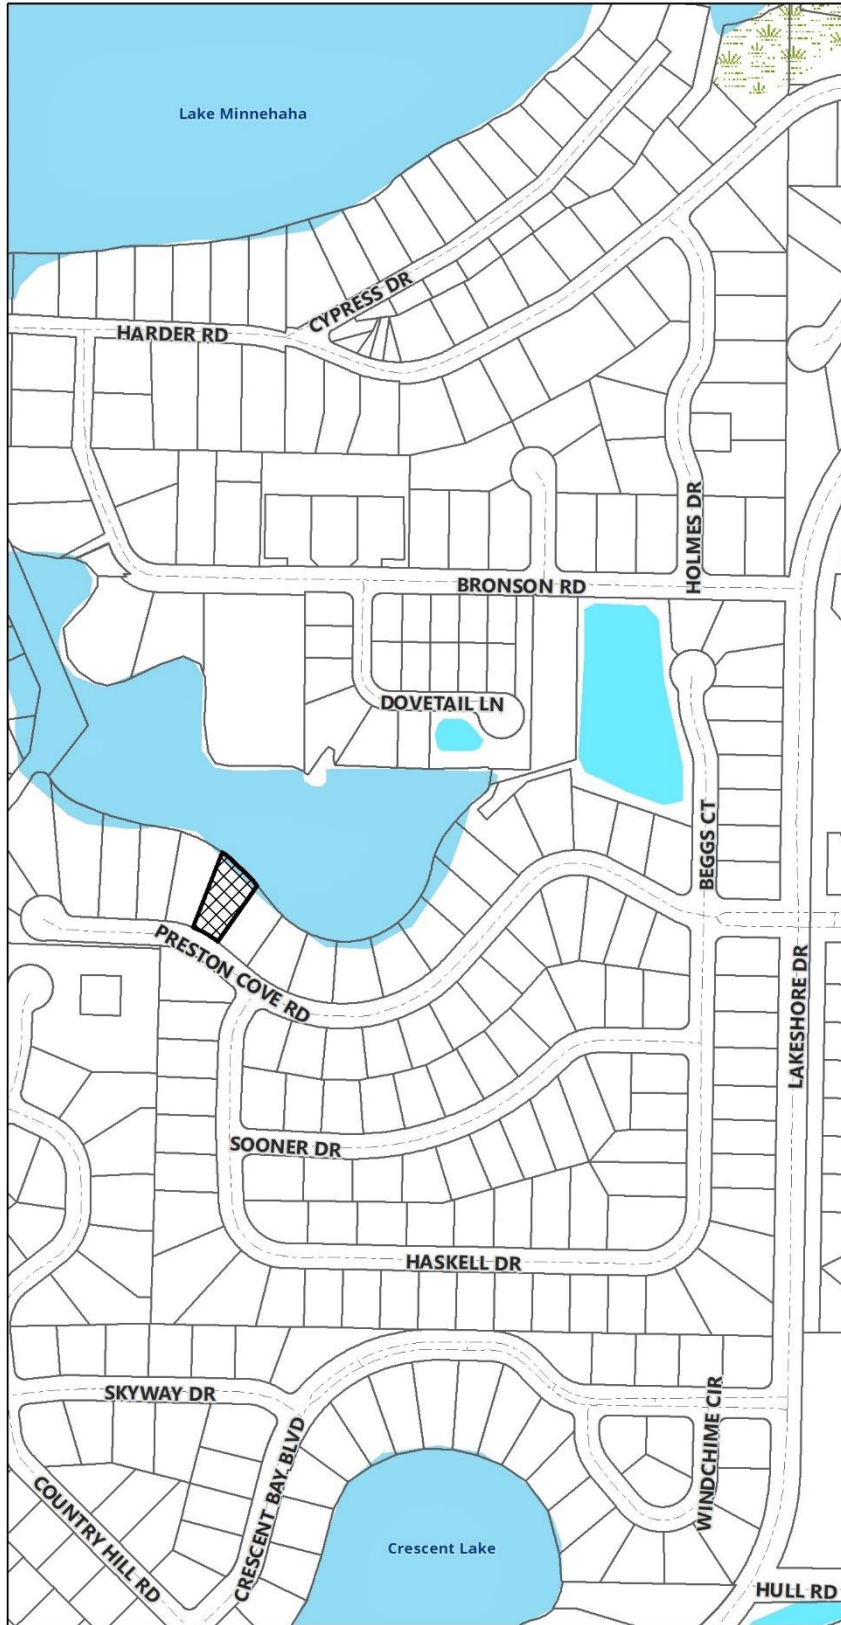 Lake Minnehaha
CYPRESS DR
HARDER RD
HOLMES DR
BRONSON RD
DOVETAIL LN
BEGGS CT
PRESTON COVE RD
LAKESHORE DR
SOONER DR
HASKELL DR
SKYWAY DR
WINDCHIME CIR
CRESCENT BAY BLVD
COUNTRY HILL RD
Crescent Lake
HULL RD